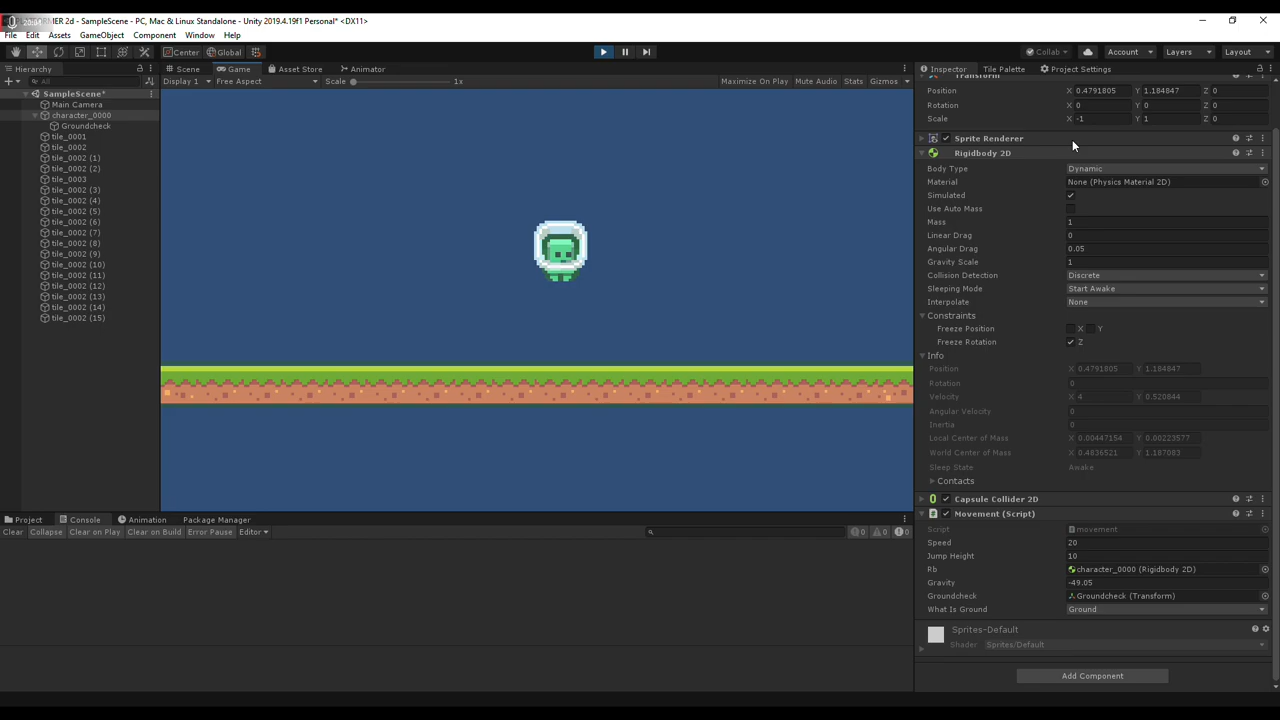 MER 2d - SampleScene - PC, Mac & Linux Standalone - Unity 2019.4.19f1 Personal* <DX11>
File Edit Assets GameObject Component Window Help
Center Global Collab Account Layers Layout
Hierarchy Scene Game Asset Store Animator Inspector Tile Palette Project Settings
All Display 1 Free Aspect Scale 1x Maximize On Play Mute Audio Stats Gizmos
Transform
SampleScene*
Main Camera
character_0000
Groundcheck
tile_0001
tile_0002
tile_0002 (1)
tile_0002 (2)
tile_0003
tile_0002 (3)
tile_0002 (4)
tile_0002 (5)
tile_0002 (6)
tile_0002 (7)
tile_0002 (8)
tile_0002 (9)
tile_0002 (10)
tile_0002 (11)
tile_0002 (12)
tile_0002 (13)
tile_0002 (14)
tile_0002 (15)
Position X 0.4791805 Y 1.184847 Z 0
Rotation X 0 Y 0 Z 0
Scale X -1 Y 1 Z 0
Sprite Renderer
Rigidbody 2D
Body Type Dynamic
Material None (Physics Material 2D)
Simulated
Use Auto Mass
Mass 1
Linear Drag 0
Angular Drag 0.05
Gravity Scale 1
Collision Detection Discrete
Sleeping Mode Start Awake
Interpolate None
Constraints
Freeze Position X Y
Freeze Rotation Z
Info
Position X 0.4791805 Y 1.184847
Rotation 0
Velocity X 4 Y 0.520844
Angular Velocity 0
Inertia 0
Local Center of Mass X 0.00447154 Y 0.00223577
World Center of Mass X 0.4836521 Y 1.187083
Sleep State Awake
Contacts
Capsule Collider 2D
Movement (Script)
Script movement
Speed 20
Jump Height 10
Rb character_0000 (Rigidbody 2D)
Gravity -49.05
Groundcheck Groundcheck (Transform)
What Is Ground Ground
Sprites-Default
Shader Sprites/Default
Add Component
Project Console Animation Package Manager
Clear Collapse Clear on Play Clear on Build Error Pause Editor 0 0 0